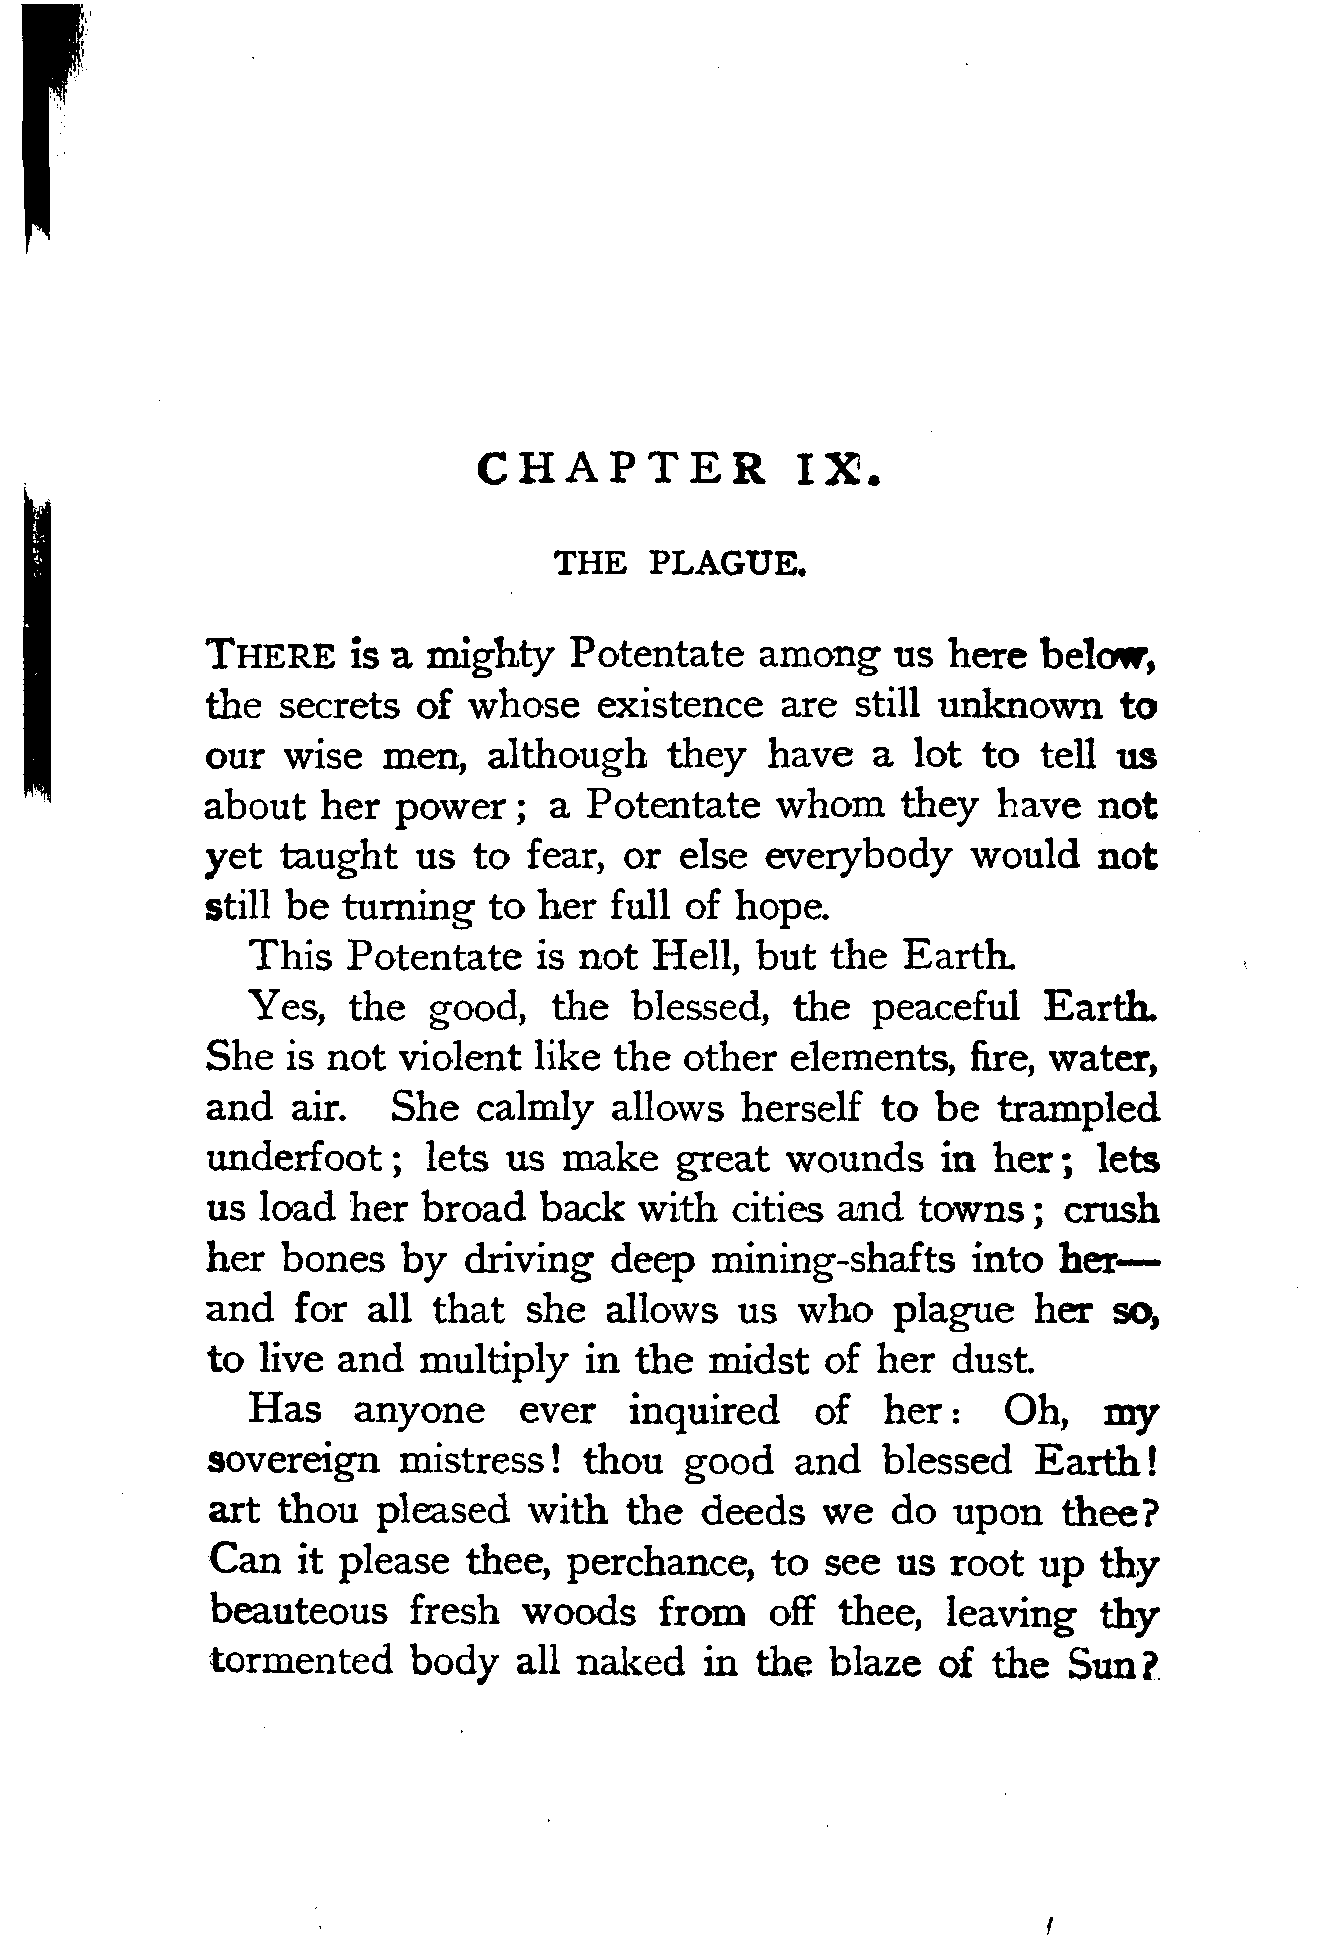 CHAPTER IX.
THE PLAGUE.
THERE is a mighty Potentate among us here below,
the secrets of whose existence are still unknown to
our wise men, although they have a lot to tell us
about her power; a Potentate whom they have not
yet taught us to fear, or else everybody would not
still be turning to her full of hope.
This Potentate is not Hell, but the Earth.
Yes, the good, the blessed, the peaceful Earth.
She is not violent like the other elements, fire, water,
and air. She calmly allows herself to be trampled
underfoot; lets us make great wounds in her; lets
us load her broad back with cities and towns; crush
her bones by driving deep mining-shafts into her—
and for all that she allows us who plague her so,
to live and multiply in the midst of her dust.
Has anyone ever inquired of her: Oh, my
sovereign mistress! thou good and blessed Earth!
art thou pleased with the deeds we do upon thee?
Can it please thee, perchance, to see us root up thy
beauteous fresh woods from off thee, leaving thy
tormented body all naked in the blaze of the Sun?